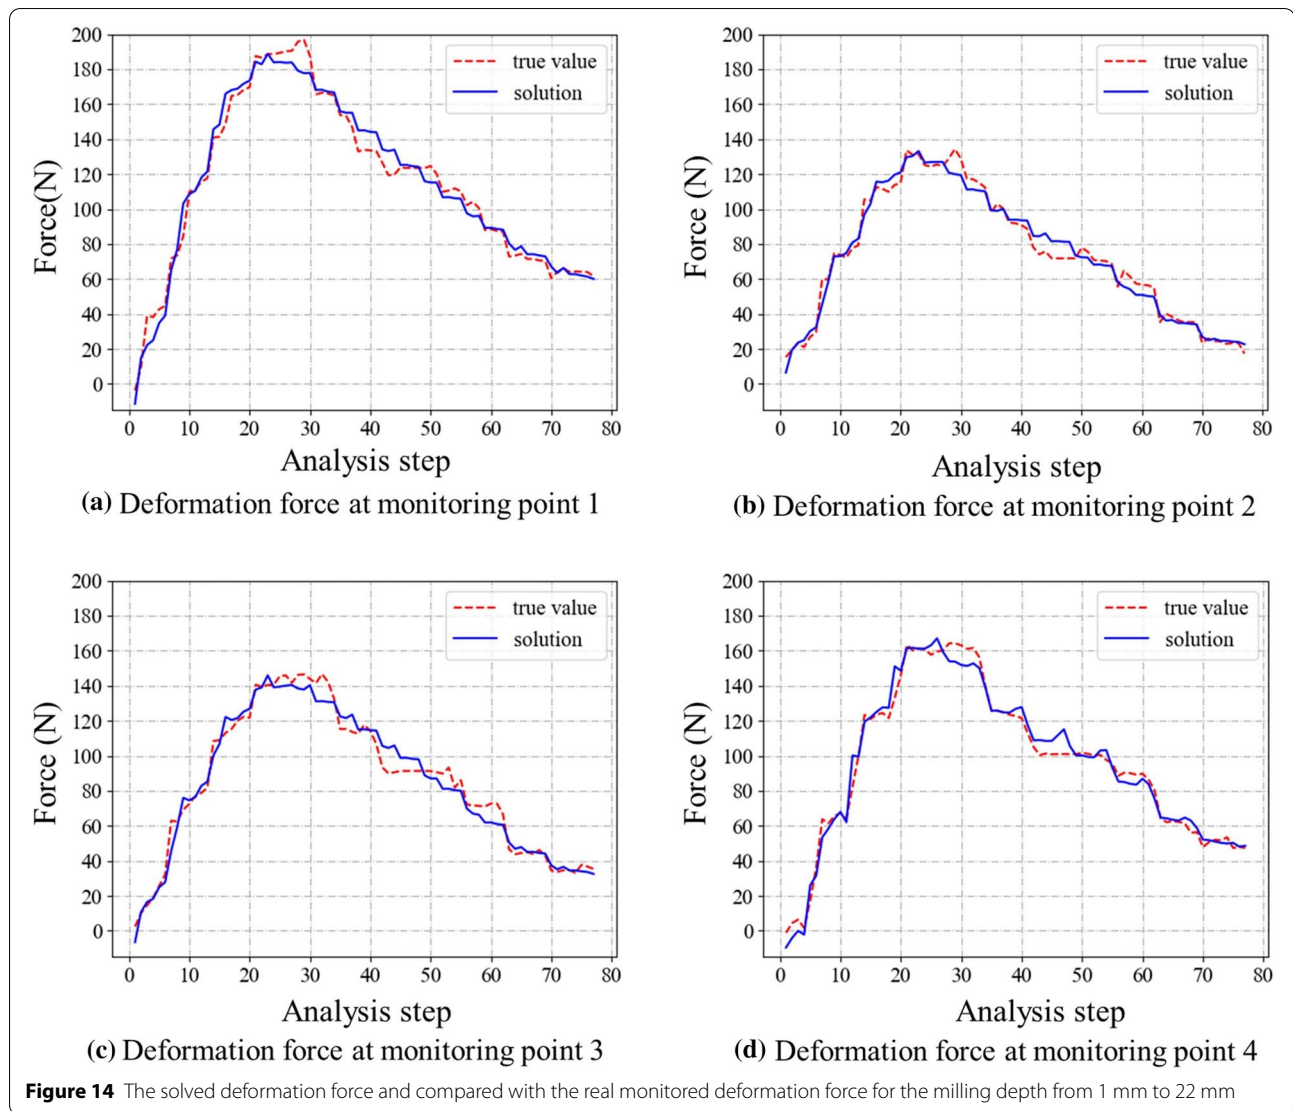 200
180
160
140
120
100
80
60
40
20
0
Force(N)
true value
solution
0 10 20 30 40 50 60 70 80
Analysis step
(a) Deformation force at monitoring point 1
200
180
160
140
120
100
80
60
40
20
0
Force (N)
true value
solution
0 10 20 30 40 50 60 70 80
Analysis step
(b) Deformation force at monitoring point 2
200
180
160
140
120
100
80
60
40
20
0
Force (N)
true value
solution
0 10 20 30 40 50 60 70 80
Analysis step
(c) Deformation force at monitoring point 3
200
180
160
140
120
100
80
60
40
20
0
Force (N)
true value
solution
0 10 20 30 40 50 60 70 80
Analysis step
(d) Deformation force at monitoring point 4
Figure 14 The solved deformation force and compared with the real monitored deformation force for the milling depth from 1 mm to 22 mm